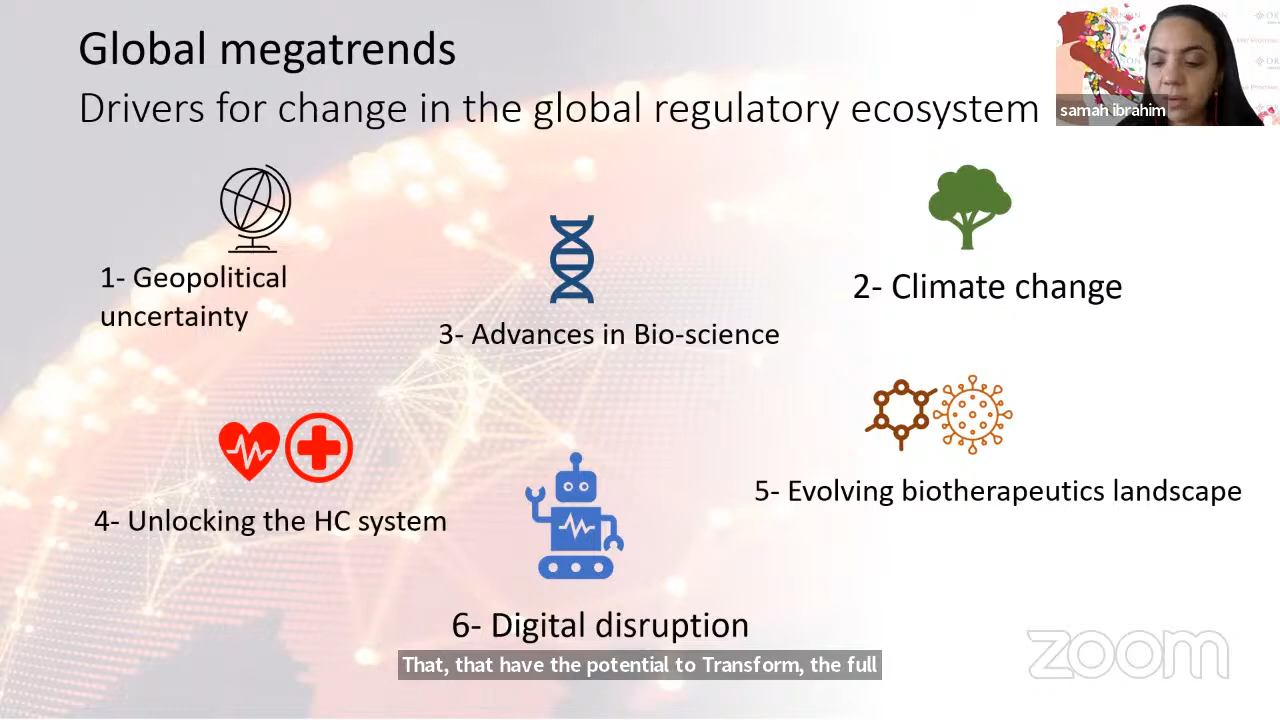 Global megatrends
Drivers for change in the global regulatory ecosystem
samah ibrahim
1- Geopolitical
uncertainty
2- Climate change
3- Advances in Bio-science
4- Unlocking the HC system
5- Evolving biotherapeutics landscape
6- Digital disruption
That, that have the potential to Transform, the full
zoom